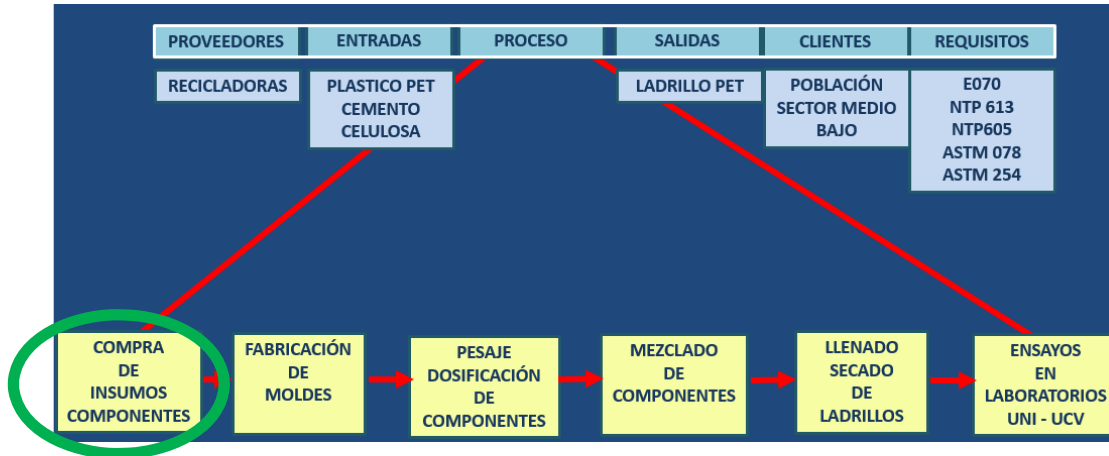 PROVEEDORES
ENTRADAS
PROCESO
SALIDAS
CLIENTES
REQUISITOS
RECICLADORAS
PLASTICO PET
CEMENTO
CELULOSA
LADRILLO PET
POBLACIÓN
SECTOR MEDIO
BAJO
E070
NTP 613
NTP605
ASTM 078
ASTM 254
COMPRA
DE
INSUMOS
COMPONENTES
FABRICACIÓN
DE
MOLDES
PESAJE
DOSIFICACIÓN
DE
COMPONENTES
MEZCLADO
DE
COMPONENTES
LLENADO
SECADO
DE
LADRILLOS
ENSAYOS
EN
LABORATORIOS
UNI - UCV